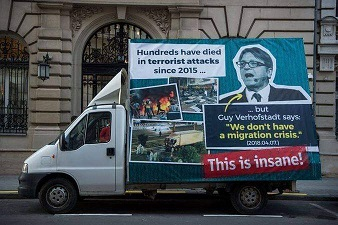 Hundreds have died
in terrorist attacks
since 2015 ...
... but
Guy Verhofstadt says:
"We don't have
a migration crisis."
(2018.04.07.)
This is insane!